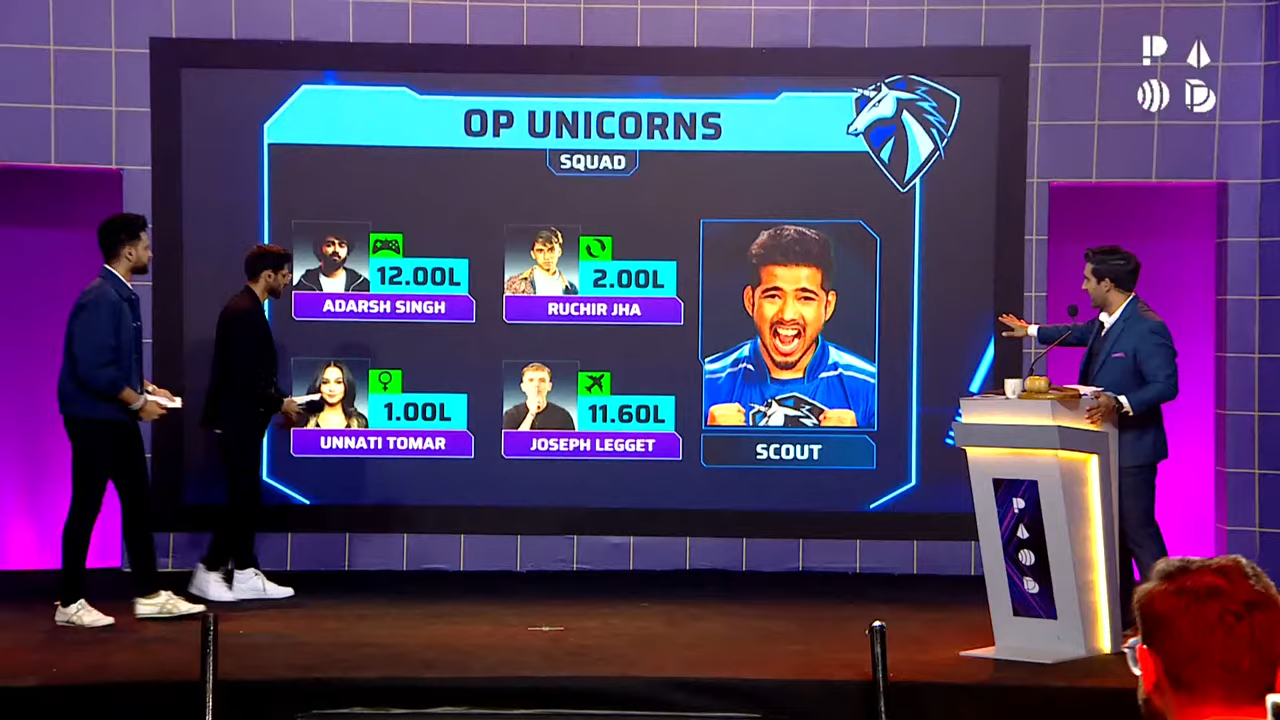 OP UNICORNS
SQUAD
12.00L
ADARSH SINGH
2.00L
RUCHIR JHA
1.00L
UNNATI TOMAR
11.60L
JOSEPH LEGGET
SCOUT
P
D
P
D